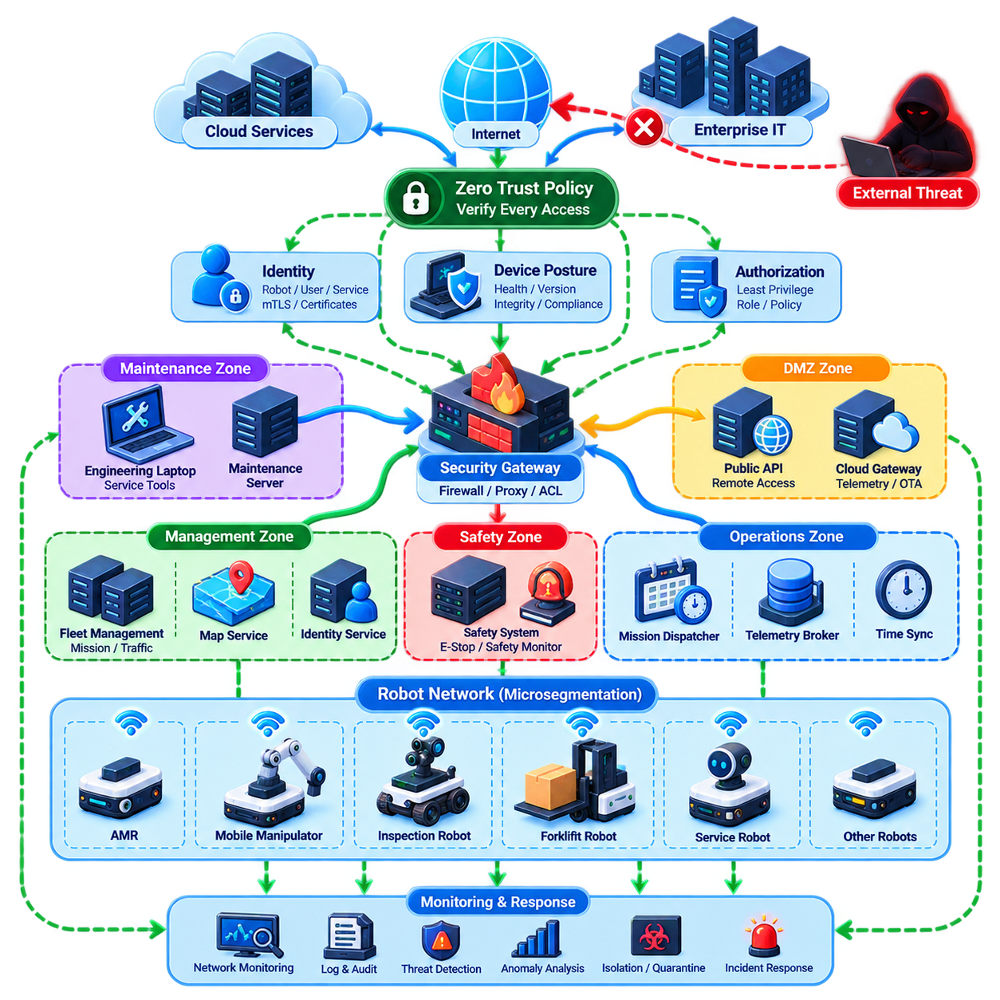 Cloud Services
Internet
Enterprise IT
External Threat
Zero Trust Policy
Verify Every Access
Identity
Robot / User / Service
mTLS / Certificates
Device Posture
Health / Version
Integrity / Compliance
Authorization
Least Privilege
Role / Policy
Maintenance Zone
Engineering Laptop
Service Tools
Maintenance
Server
Security Gateway
Firewall / Proxy / ACL
DMZ Zone
Public API
Remote Access
Cloud Gateway
Telemetry / OTA
Management Zone
Fleet Management
Mission / Traffic
Map Service
Identity Service
Safety Zone
Safety System
E-Stop / Safety Monitor
Operations Zone
Mission Dispatcher
Telemetry Broker
Time Sync
Robot Network (Microsegmentation)
AMR
Mobile Manipulator
Inspection Robot
Forklifit Robot
Service Robot
Other Robots
Monitoring & Response
Network Monitoring
Log & Audit
Threat Detection
Anomaly Analysis
Isolation / Quarantine
Incident Response